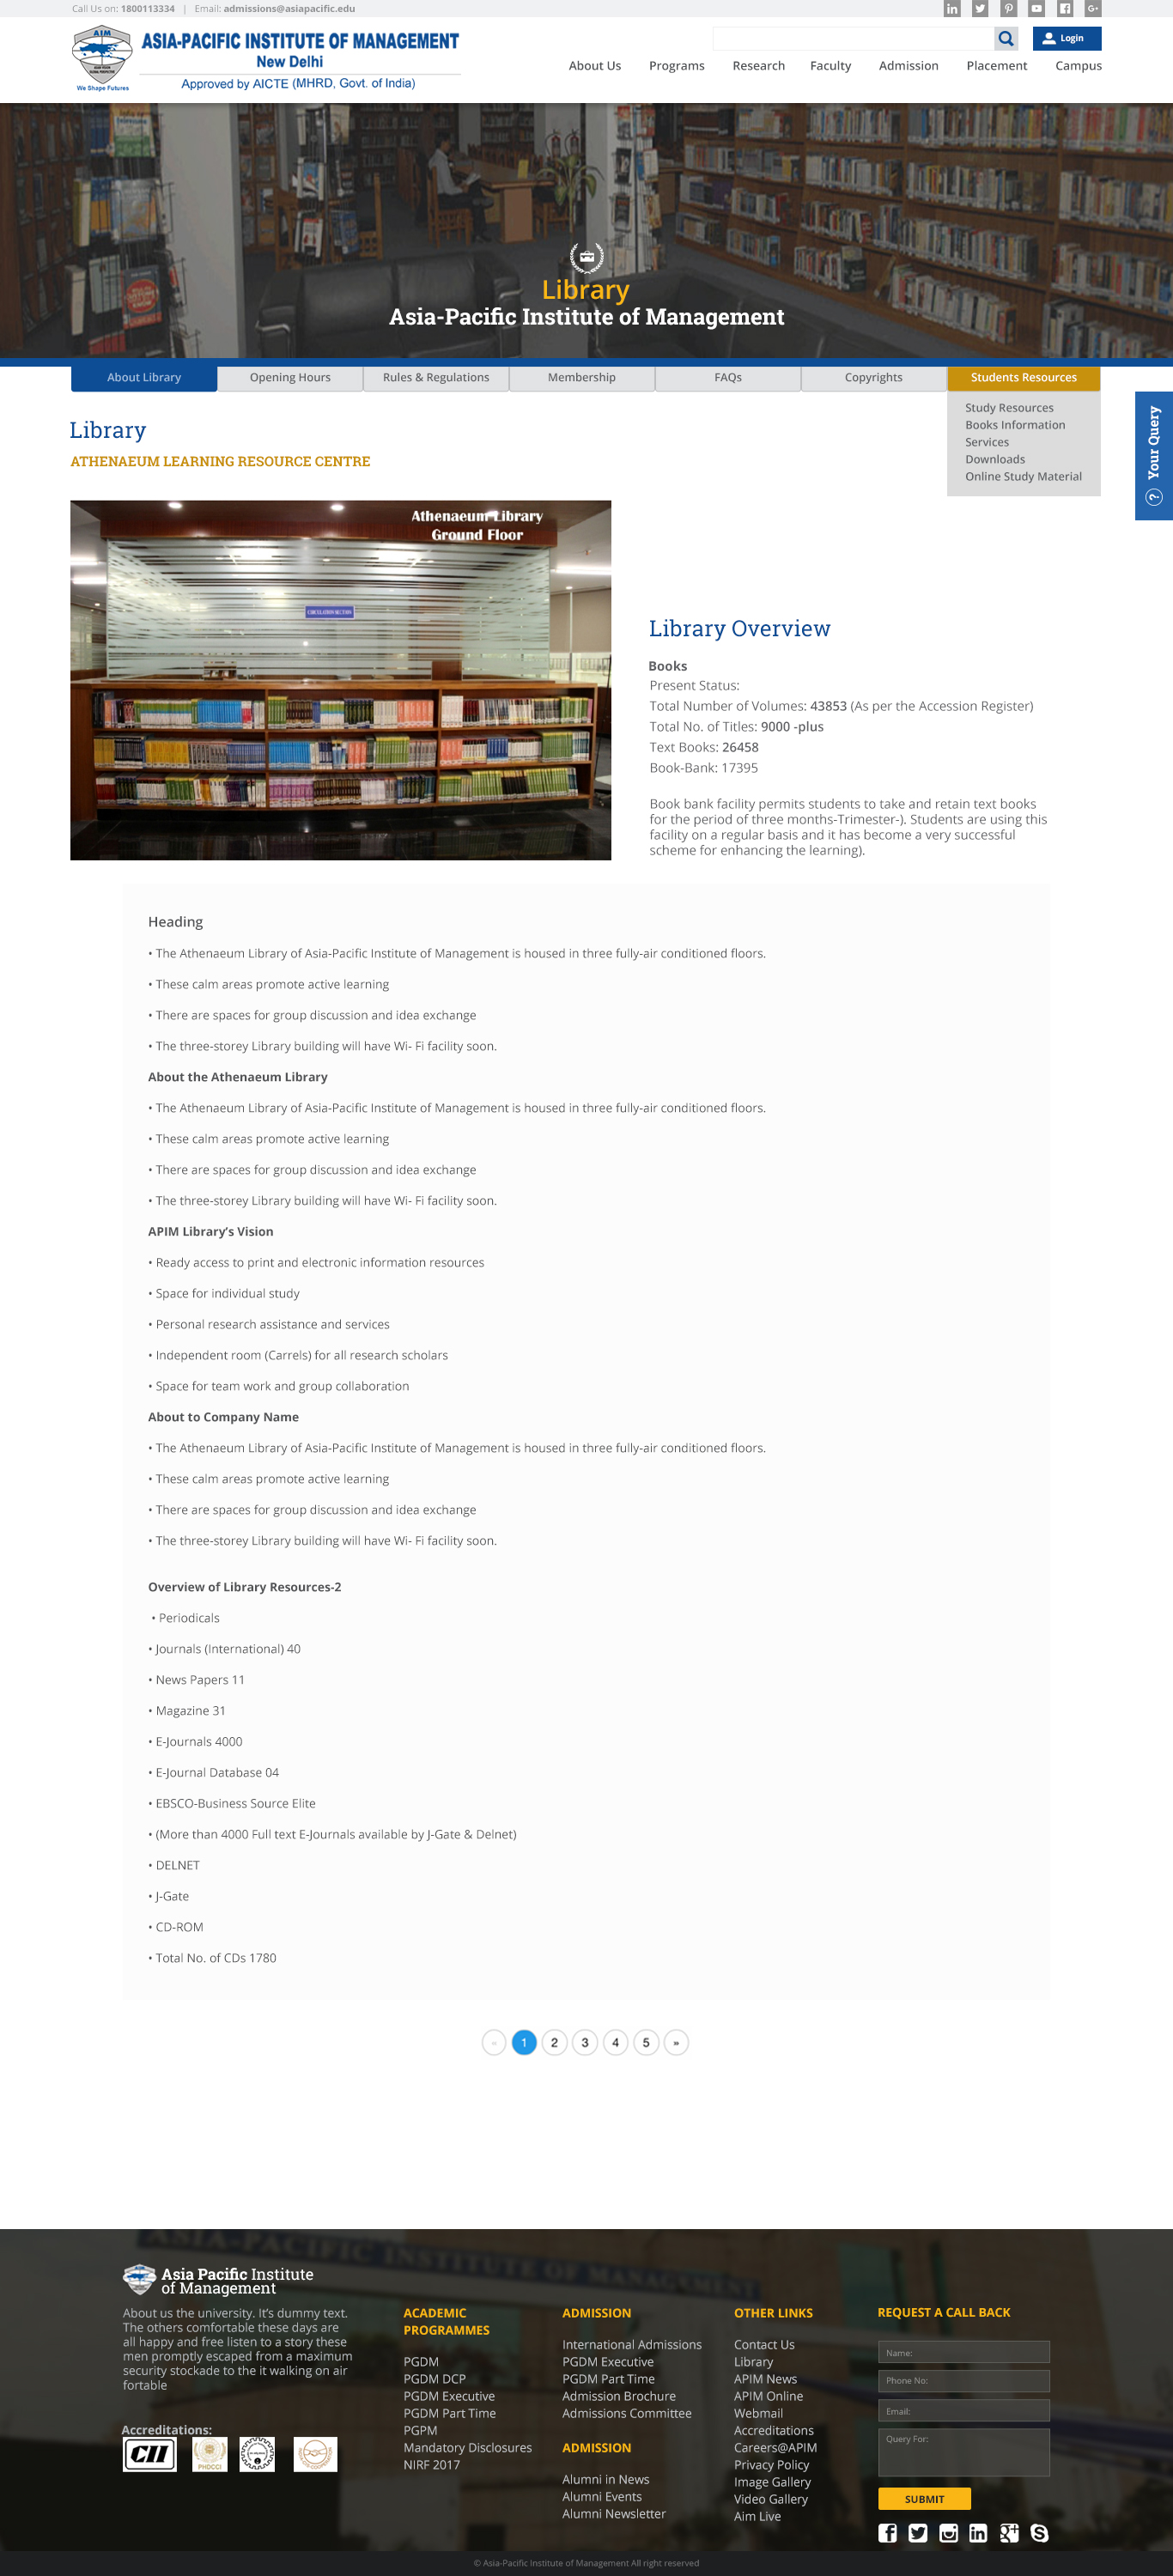 Call Us on: 1800113334 | Email: admissions@asiapacific.edu
AIM
ASIA-PACIFIC INSTITUTE OF MANAGEMENT
New Delhi
Approved by AICTE (MHRD, Govt. of India)
We Shape Futures
Login
About Us Programs Research Faculty Admission Placement Campus
Library
Asia-Pacific Institute of Management
About Library Opening Hours Rules & Regulations Membership FAQs Copyrights Students Resources
Study Resources
Books Information
Services
Downloads
Online Study Material
Your Query
Library
ATHENAEUM LEARNING RESOURCE CENTRE
Athenaeum Library
Ground Floor
CIRCULATION SECTION
Library Overview
Books
Present Status:
Total Number of Volumes: 43853 (As per the Accession Register)
Total No. of Titles: 9000 -plus
Text Books: 26458
Book-Bank: 17395
Book bank facility permits students to take and retain text books
for the period of three months-Trimester-). Students are using this
facility on a regular basis and it has become a very successful
scheme for enhancing the learning).
Heading
• The Athenaeum Library of Asia-Pacific Institute of Management is housed in three fully-air conditioned floors.
• These calm areas promote active learning
• There are spaces for group discussion and idea exchange
• The three-storey Library building will have Wi- Fi facility soon.
About the Athenaeum Library
• The Athenaeum Library of Asia-Pacific Institute of Management is housed in three fully-air conditioned floors.
• These calm areas promote active learning
• There are spaces for group discussion and idea exchange
• The three-storey Library building will have Wi- Fi facility soon.
APIM Library's Vision
• Ready access to print and electronic information resources
• Space for individual study
• Personal research assistance and services
• Independent room (Carrels) for all research scholars
• Space for team work and group collaboration
About to Company Name
• The Athenaeum Library of Asia-Pacific Institute of Management is housed in three fully-air conditioned floors.
• These calm areas promote active learning
• There are spaces for group discussion and idea exchange
• The three-storey Library building will have Wi- Fi facility soon.
Overview of Library Resources-2
• Periodicals
• Journals (International) 40
• News Papers 11
• Magazine 31
• E-Journals 4000
• E-Journal Database 04
• EBSCO-Business Source Elite
• (More than 4000 Full text E-Journals available by J-Gate & Delnet)
• DELNET
• J-Gate
• CD-ROM
• Total No. of CDs 1780
« 1 2 3 4 5 »
Asia Pacific Institute
of Management
About us the university. It's dummy text.
The others comfortable these days are
all happy and free listen to a story these
men promptly escaped from a maximum
security stockade to the it walking on air
fortable
Accreditations:
CII
PHDCCI
ACADEMIC
PROGRAMMES
PGDM
PGDM DCP
PGDM Executive
PGDM Part Time
PGPM
Mandatory Disclosures
NIRF 2017
ADMISSION
International Admissions
PGDM Executive
PGDM Part Time
Admission Brochure
Admissions Committee
ADMISSION
Alumni in News
Alumni Events
Alumni Newsletter
OTHER LINKS
Contact Us
Library
APIM News
APIM Online
Webmail
Accreditations
Careers@APIM
Privacy Policy
Image Gallery
Video Gallery
Aim Live
REQUEST A CALL BACK
Name:
Phone No:
Email:
Query For:
SUBMIT
© Asia-Pacific Institute of Management All right reserved